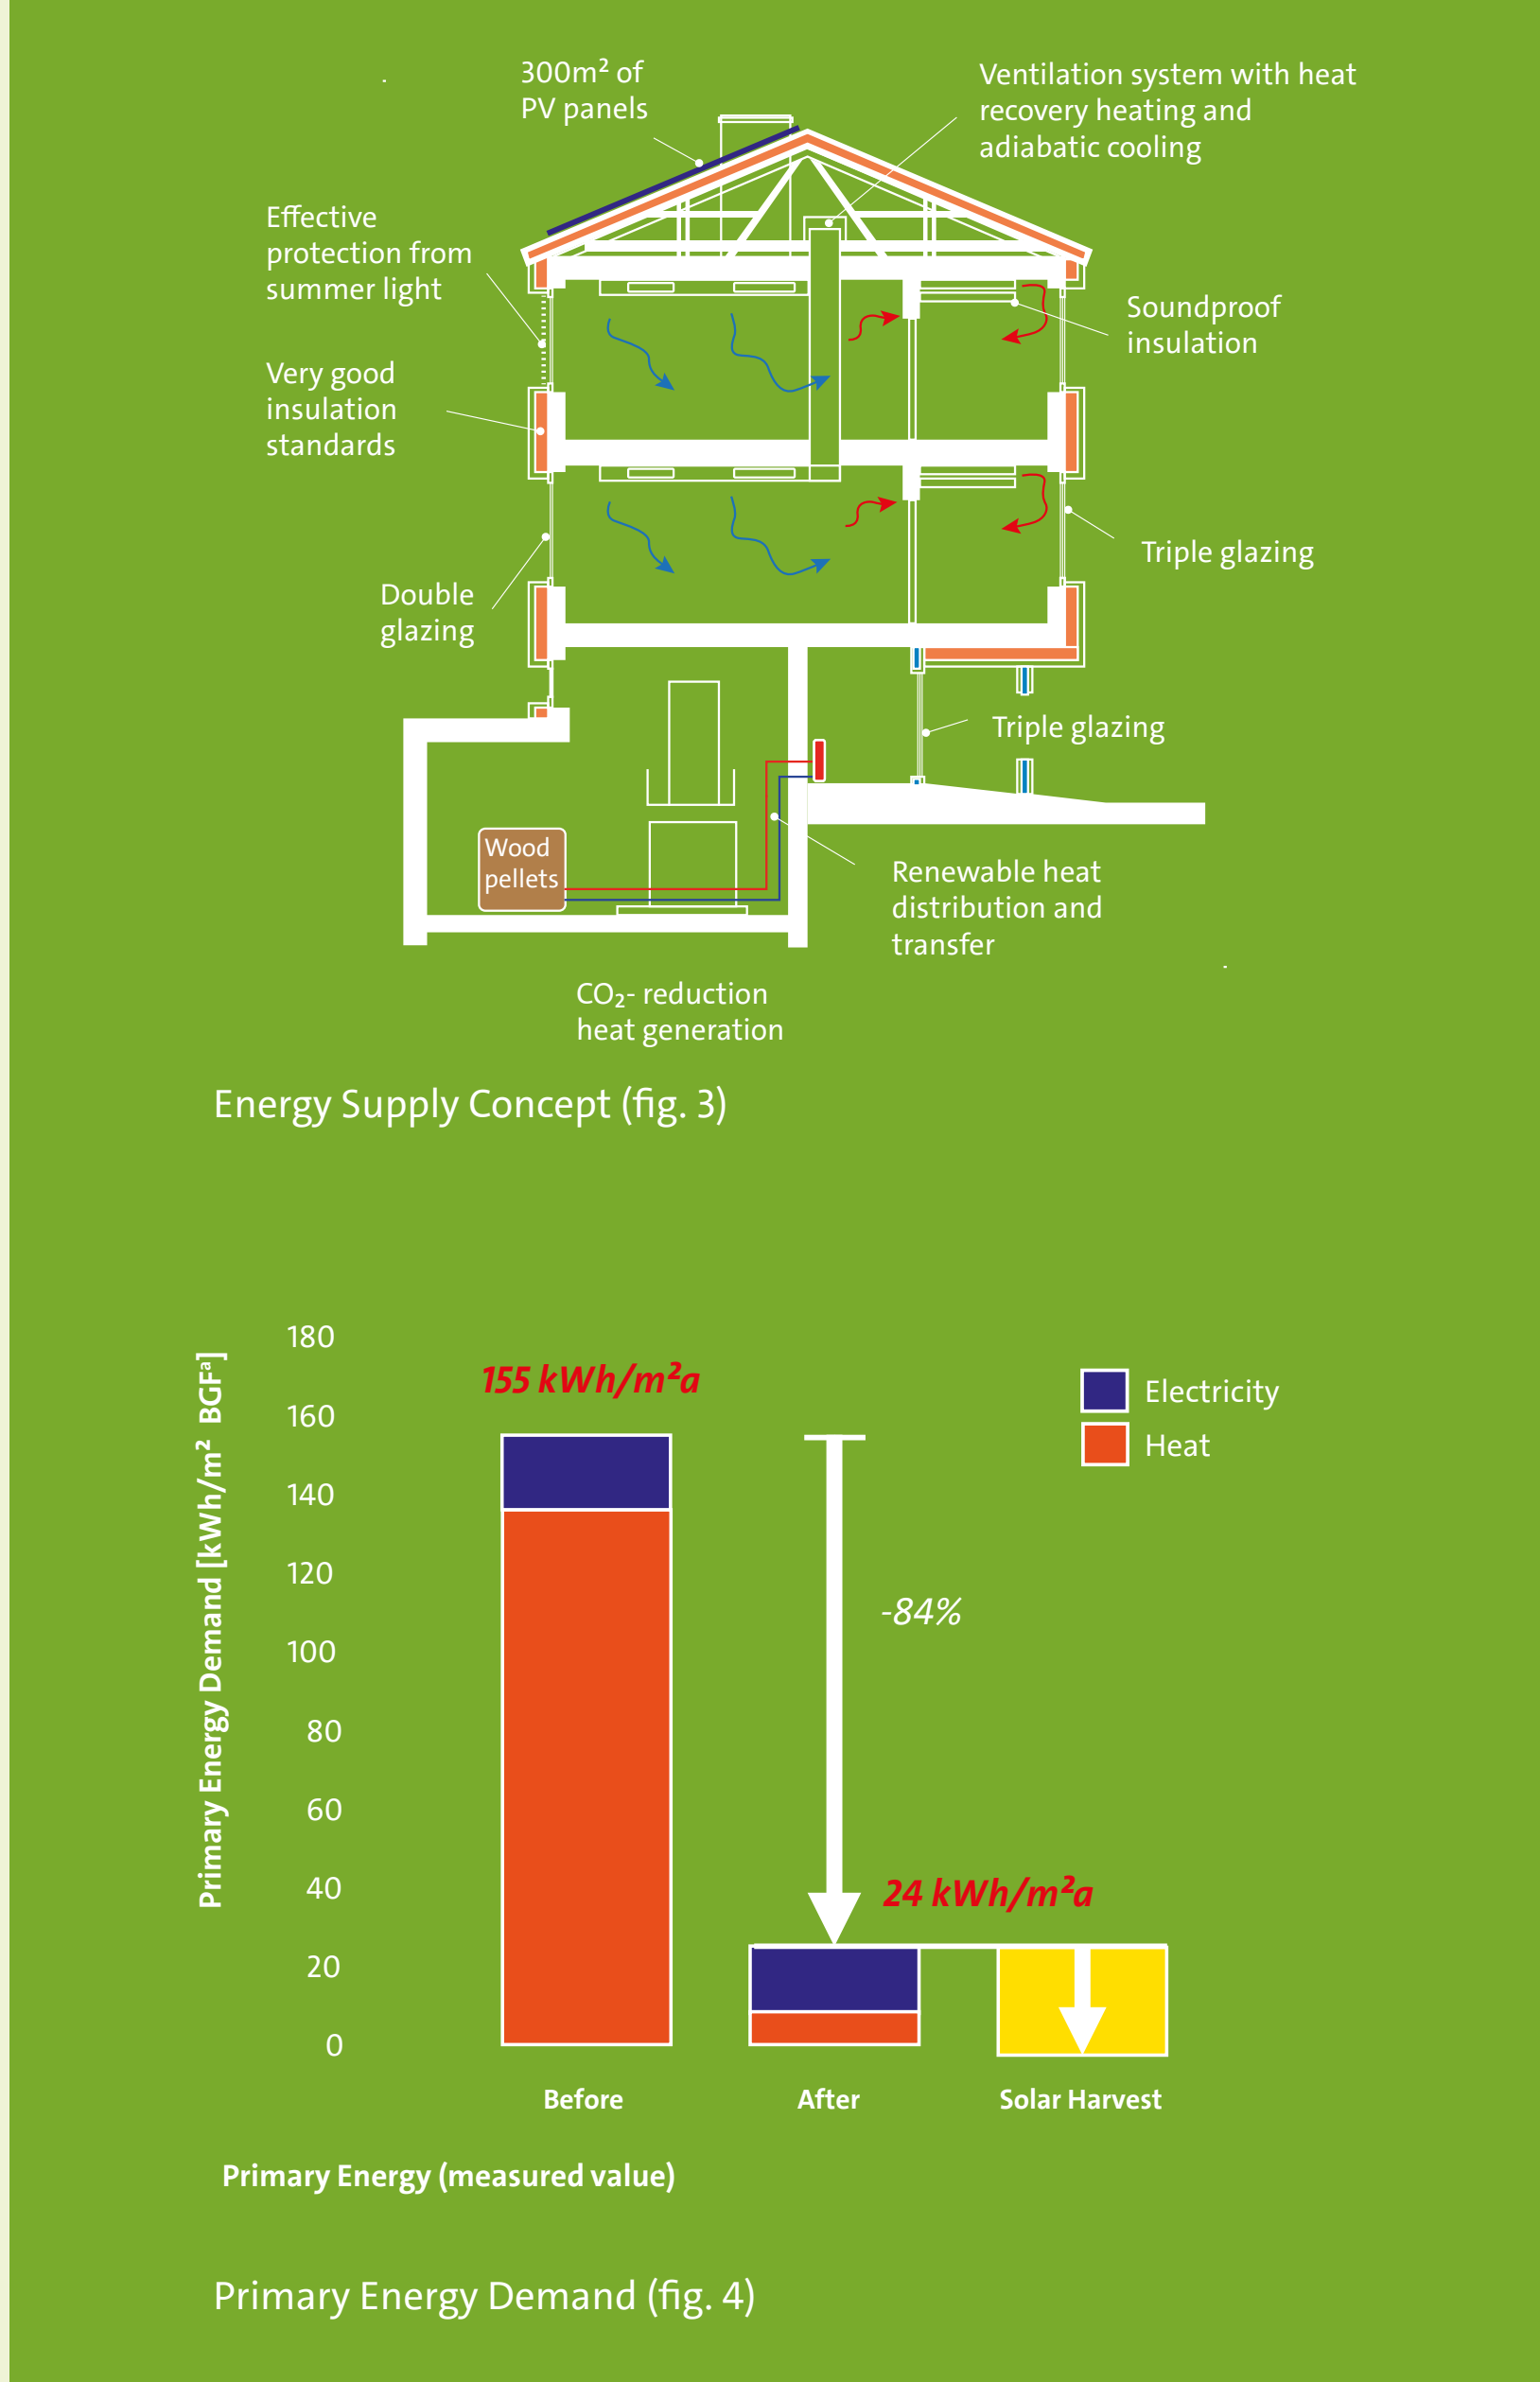 300m² of
PV panels
Ventilation system with heat
recovery heating and
adiabatic cooling
Effective
protection from
summer light
Soundproof
insulation
Very good
insulation
standards
Triple glazing
Double
glazing
Triple glazing
Wood
pellets
Renewable heat
distribution and
transfer
CO₂- reduction
heat generation
Energy Supply Concept (fig. 3)
Primary Energy Demand [kWh/m² BGFᵃ]
180
160
140
120
100
80
60
40
20
0
155 kWh/m²a
Electricity
Heat
-84%
24 kWh/m²a
Before
After
Solar Harvest
Primary Energy (measured value)
Primary Energy Demand (fig. 4)